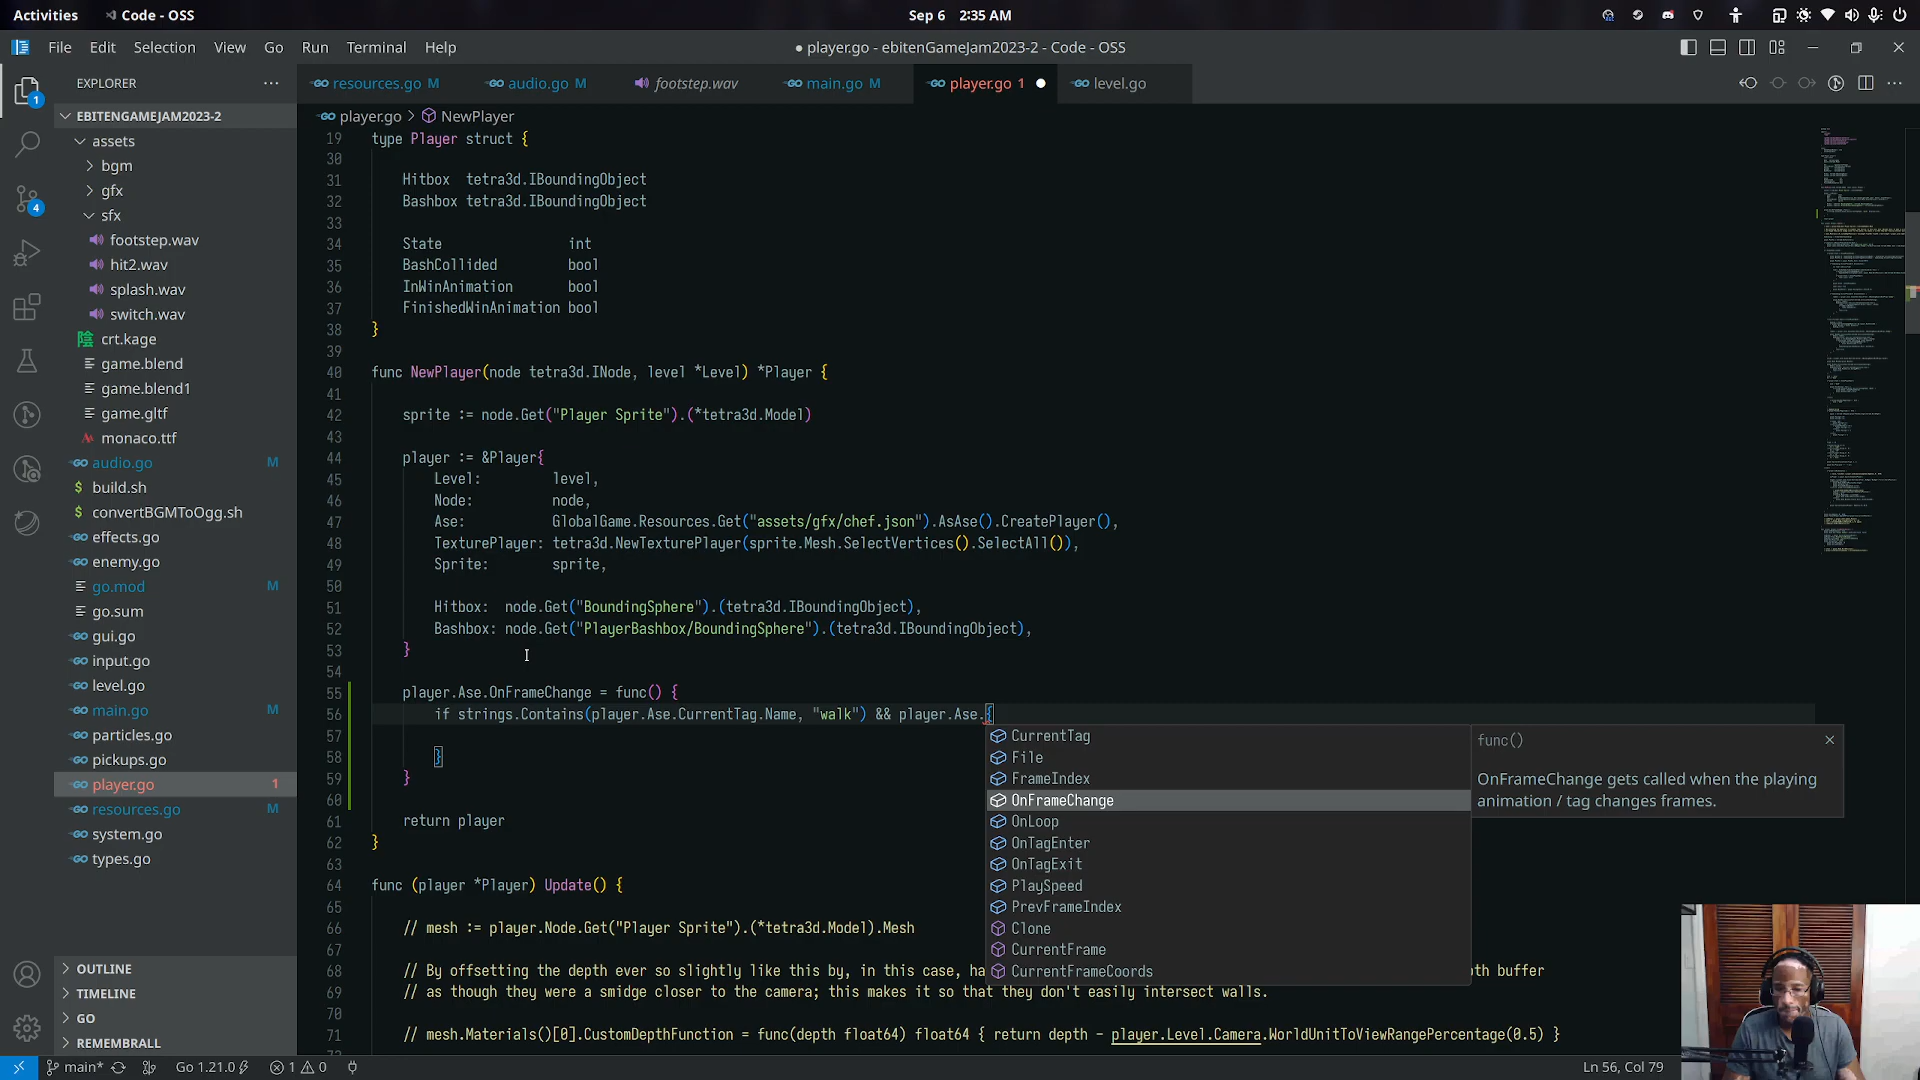 Activities
Code - OSS
Sep 6 2:35 AM
File Edit Selection View Go Run Terminal Help
● player.go - ebitenGameJam2023-2 - Code - OSS
EXPLORER
resources.go M
audio.go M
footstep.wav
main.go M
player.go 1
level.go
EBITENGAMEJAM2023-2
assets
bgm
gfx
sfx
footstep.wav
hit2.wav
splash.wav
switch.wav
crt.kage
game.blend
game.blend1
game.gltf
monaco.ttf
audio.go M
build.sh
convertBGMToOgg.sh
effects.go
enemy.go
go.mod M
go.sum
gui.go
input.go
level.go
main.go M
particles.go
pickups.go
player.go 1
resources.go M
system.go
types.go
OUTLINE
TIMELINE
GO
REMEMBRALL
player.go > NewPlayer
19 type Player struct {
30
31 Hitbox tetra3d.IBoundingObject
32 Bashbox tetra3d.IBoundingObject
33
34 State int
35 BashCollided bool
36 InWinAnimation bool
37 FinishedWinAnimation bool
38 }
39
40 func NewPlayer(node tetra3d.INode, level *Level) *Player {
41
42 sprite := node.Get("Player Sprite").(*tetra3d.Model)
43
44 player := &Player{
45 Level: level,
46 Node: node,
47 Ase: GlobalGame.Resources.Get("assets/gfx/chef.json").AsAse().CreatePlayer(),
48 TexturePlayer: tetra3d.NewTexturePlayer(sprite.Mesh.SelectVertices().SelectAll()),
49 Sprite: sprite,
50
51 Hitbox: node.Get("BoundingSphere").(tetra3d.IBoundingObject),
52 Bashbox: node.Get("PlayerBashbox/BoundingSphere").(tetra3d.IBoundingObject),
53 }
54
55 player.Ase.OnFrameChange = func() {
56 if strings.Contains(player.Ase.CurrentTag.Name, "walk") && player.Ase.{
57
58 }
59 }
60
61 return player
62 }
63
64 func (player *Player) Update() {
65
66 // mesh := player.Node.Get("Player Sprite").(*tetra3d.Model).Mesh
67
68 // By offsetting the depth ever so slightly like this by, in this case, ha
oth buffer
69 // as though they were a smidge closer to the camera; this makes it so that they don't easily intersect walls.
70
71 // mesh.Materials()[0].CustomDepthFunction = func(depth float64) float64 { return depth - player.Level.Camera.WorldUnitToViewRangePercentage(0.5) }
CurrentTag
File
FrameIndex
OnFrameChange
OnLoop
OnTagEnter
OnTagExit
PlaySpeed
PrevFrameIndex
Clone
CurrentFrame
CurrentFrameCoords
func()
OnFrameChange gets called when the playing
animation / tag changes frames.
1
4
main*
Go 1.21.0
1
0
Ln 56, Col 79